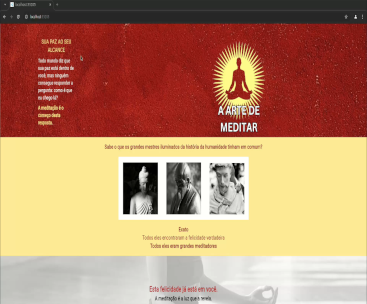 localhost:8080
localhost:8080
SUA PAZ AO SEU
ALCANCE
Todo mundo diz que
sua paz está dentro de
você, mas ninguém
consegue responder a
pergunta: como é que
eu chego lá?
A meditação é o
começo desta
resposta.
A ARTE DE
MEDITAR
Sabe o que os grandes mestres iluminados da história da humanidade tinham em comum?
Exato
Todos eles encontraram a felicidade verdadeira
Todos eles eram grandes meditadores
Esta felicidade já está em você.
A meditação é a luz que a revela.